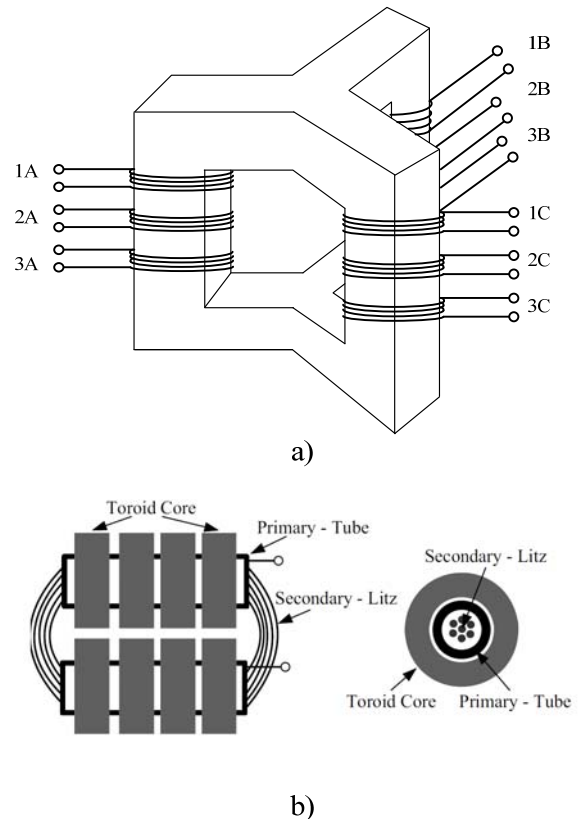 1B
2B
3B
1A
2A
3A
1C
2C
3C
a)
Toroid Core
Primary - Tube
Secondary - Litz
Secondary - Litz
Toroid Core
Primary - Tube
b)